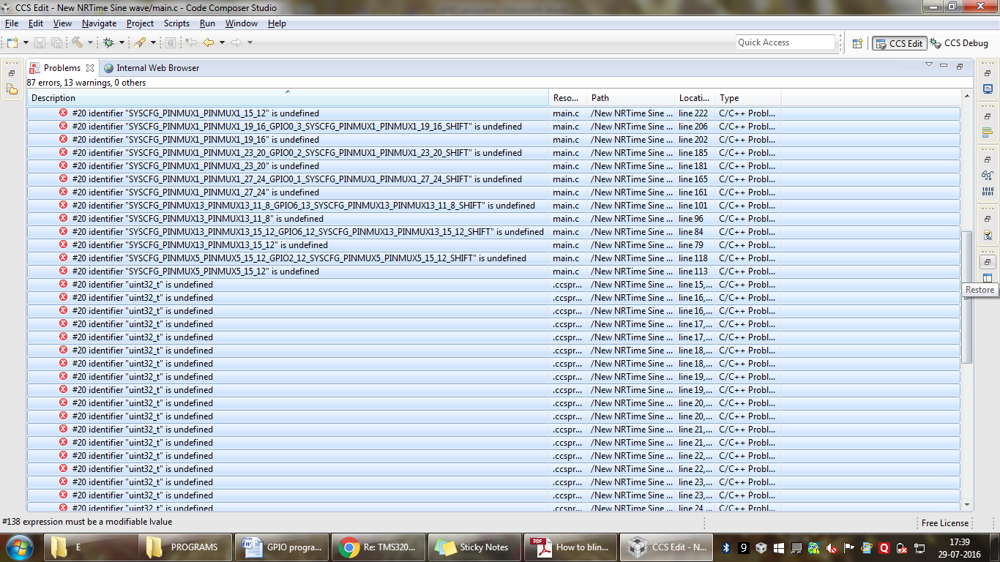 CCS Edit - New NRTime Sine wave/main.c - Code Composer Studio
File Edit View Navigate Project Scripts Run Window Help
Quick Access CCS Edit CCS Debug
Problems Internal Web Browser
87 errors, 13 warnings, 0 others
Description Reso... Path Locati... Type
#20 identifier "SYSCFG_PINMUX1_PINMUX1_15_12" is undefined main.c /New NRTime Sine ... line 222 C/C++ Probl...
#20 identifier "SYSCFG_PINMUX1_PINMUX1_19_16_GPIO0_3_SYSCFG_PINMUX1_PINMUX1_19_16_SHIFT" is undefined main.c /New NRTime Sine ... line 206 C/C++ Probl...
#20 identifier "SYSCFG_PINMUX1_PINMUX1_19_16" is undefined main.c /New NRTime Sine ... line 202 C/C++ Probl...
#20 identifier "SYSCFG_PINMUX1_PINMUX1_23_20_GPIO0_2_SYSCFG_PINMUX1_PINMUX1_23_20_SHIFT" is undefined main.c /New NRTime Sine ... line 185 C/C++ Probl...
#20 identifier "SYSCFG_PINMUX1_PINMUX1_23_20" is undefined main.c /New NRTime Sine ... line 181 C/C++ Probl...
#20 identifier "SYSCFG_PINMUX1_PINMUX1_27_24_GPIO0_1_SYSCFG_PINMUX1_PINMUX1_27_24_SHIFT" is undefined main.c /New NRTime Sine ... line 165 C/C++ Probl...
#20 identifier "SYSCFG_PINMUX1_PINMUX1_27_24" is undefined main.c /New NRTime Sine ... line 161 C/C++ Probl...
#20 identifier "SYSCFG_PINMUX13_PINMUX13_11_8_GPIO6_13_SYSCFG_PINMUX13_PINMUX13_11_8_SHIFT" is undefined main.c /New NRTime Sine ... line 101 C/C++ Probl...
#20 identifier "SYSCFG_PINMUX13_PINMUX13_11_8" is undefined main.c /New NRTime Sine ... line 96 C/C++ Probl...
#20 identifier "SYSCFG_PINMUX13_PINMUX13_15_12_GPIO6_12_SYSCFG_PINMUX13_PINMUX13_15_12_SHIFT" is undefined main.c /New NRTime Sine ... line 84 C/C++ Probl...
#20 identifier "SYSCFG_PINMUX13_PINMUX13_15_12" is undefined main.c /New NRTime Sine ... line 79 C/C++ Probl...
#20 identifier "SYSCFG_PINMUX5_PINMUX5_15_12_GPIO2_12_SYSCFG_PINMUX5_PINMUX5_15_12_SHIFT" is undefined main.c /New NRTime Sine ... line 118 C/C++ Probl...
#20 identifier "SYSCFG_PINMUX5_PINMUX5_15_12" is undefined main.c /New NRTime Sine ... line 113 C/C++ Probl...
#20 identifier "uint32_t" is undefined .ccspr... /New NRTime Sine ... line 15,... C/C++ Probl...
#20 identifier "uint32_t" is undefined .ccspr... /New NRTime Sine ... line 16,... C/C++ Probl...
Restore
#20 identifier "uint32_t" is undefined .ccspr... /New NRTime Sine ... line 16,... C/C++ Probl...
#20 identifier "uint32_t" is undefined .ccspr... /New NRTime Sine ... line 17,... C/C++ Probl...
#20 identifier "uint32_t" is undefined .ccspr... /New NRTime Sine ... line 17,... C/C++ Probl...
#20 identifier "uint32_t" is undefined .ccspr... /New NRTime Sine ... line 18,... C/C++ Probl...
#20 identifier "uint32_t" is undefined .ccspr... /New NRTime Sine ... line 18,... C/C++ Probl...
#20 identifier "uint32_t" is undefined .ccspr... /New NRTime Sine ... line 19,... C/C++ Probl...
#20 identifier "uint32_t" is undefined .ccspr... /New NRTime Sine ... line 19,... C/C++ Probl...
#20 identifier "uint32_t" is undefined .ccspr... /New NRTime Sine ... line 20,... C/C++ Probl...
#20 identifier "uint32_t" is undefined .ccspr... /New NRTime Sine ... line 20,... C/C++ Probl...
#20 identifier "uint32_t" is undefined .ccspr... /New NRTime Sine ... line 21,... C/C++ Probl...
#20 identifier "uint32_t" is undefined .ccspr... /New NRTime Sine ... line 21,... C/C++ Probl...
#20 identifier "uint32_t" is undefined .ccspr... /New NRTime Sine ... line 22,... C/C++ Probl...
#20 identifier "uint32_t" is undefined .ccspr... /New NRTime Sine ... line 22,... C/C++ Probl...
#20 identifier "uint32_t" is undefined .ccspr... /New NRTime Sine ... line 23,... C/C++ Probl...
#20 identifier "uint32_t" is undefined .ccspr... /New NRTime Sine ... line 23,... C/C++ Probl...
#20 identifier "uint32_t" is undefined .ccspr... /New NRTime Sine ... line 24 C/C++ Probl...
#138 expression must be a modifiable lvalue Free License
E PROGRAMS GPIO progra... Re: TMS320... Sticky Notes How to blin... CCS Edit - N... 17:39
29-07-2016